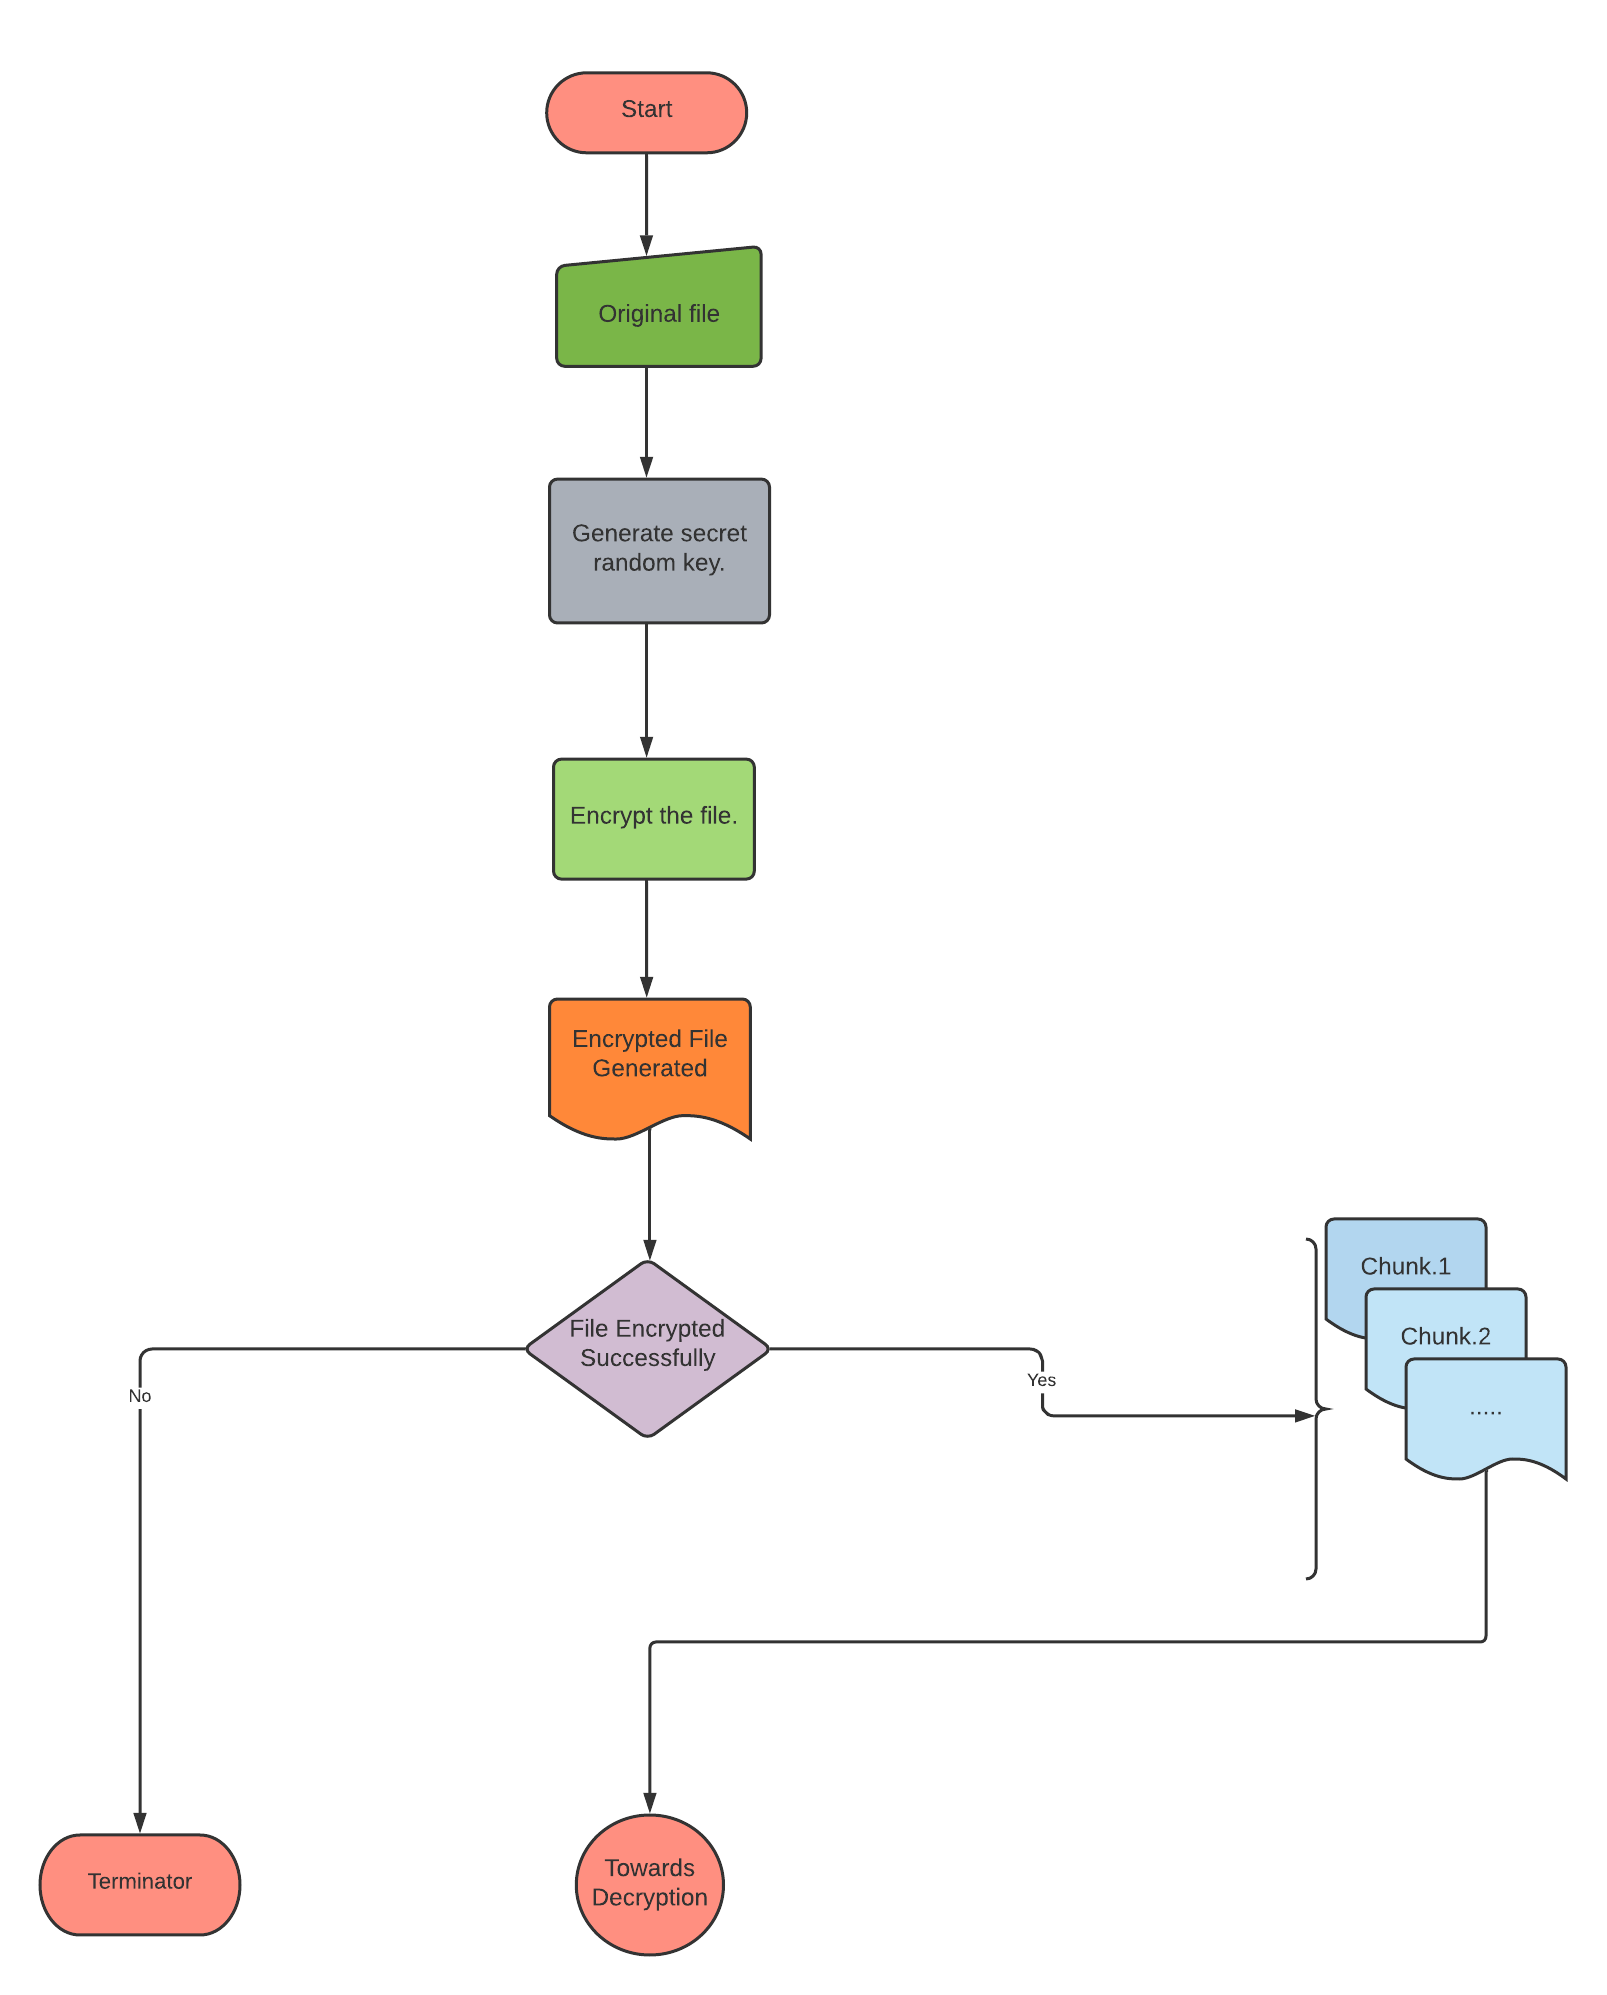 Start
Original file
Generate secret
random key.
Encrypt the file.
Encrypted File
Generated
File Encrypted
Successfully
No
Yes
Chunk.1
Chunk.2
.....
Terminator
Towards
Decryption